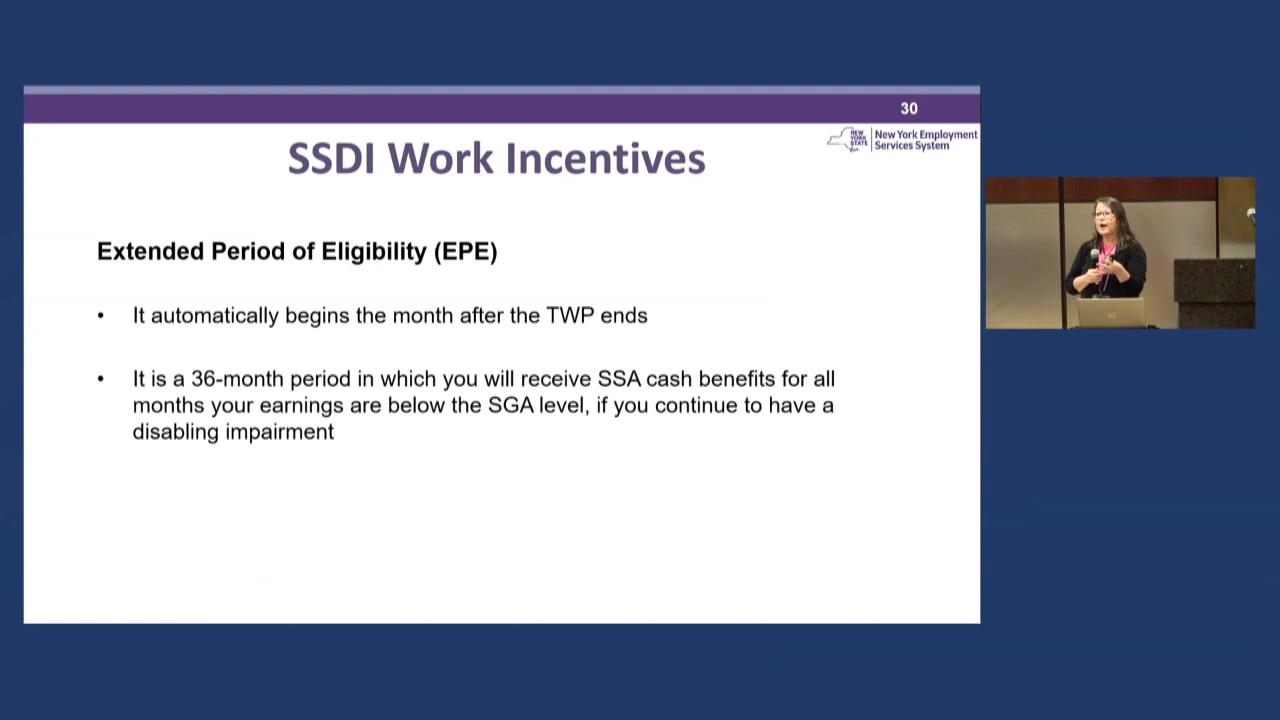 30
NEW
YORK
STATE
New York Employment
Services System
SSDI Work Incentives
Extended Period of Eligibility (EPE)
• It automatically begins the month after the TWP ends
• It is a 36-month period in which you will receive SSA cash benefits for all
months your earnings are below the SGA level, if you continue to have a
disabling impairment